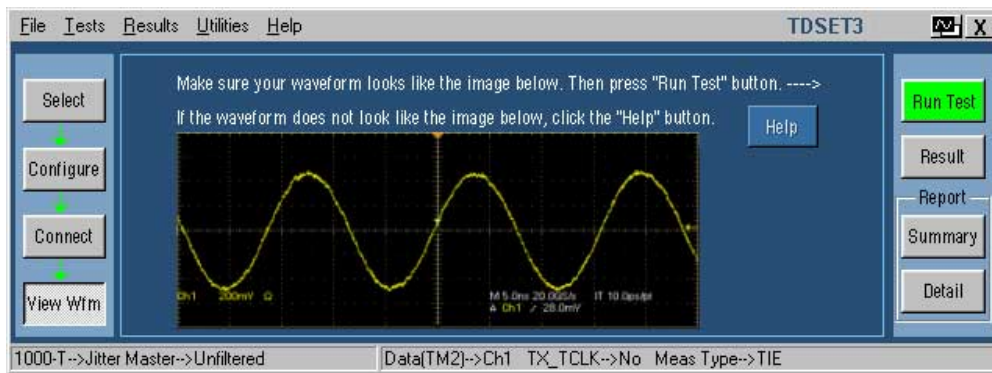 File Tests Results Utilities Help TDSET3 X
Make sure your waveform looks like the image below. Then press "Run Test" button. ---->
If the waveform does not look like the image below, click the "Help" button.
Help
Select
Configure
Connect
View Wfm
Run Test
Result
Report
Summary
Detail
Ch1 200mV Ω
M 5.0ns 20.0GS/s IT 10.0ps/pt
A Ch1 / 28.0mV
1000-T-->Jitter Master-->Unfiltered Data(TM2)-->Ch1 TX_TCLK-->No Meas Type-->TIE